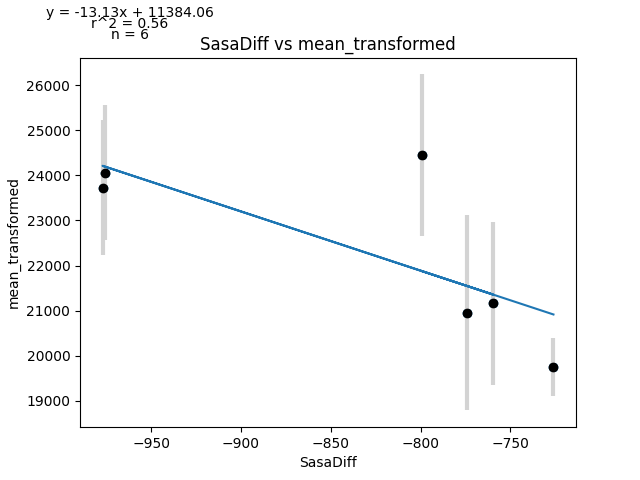 y = -13.13x + 11384.06
r^2 = 0.56
n = 6
SasaDiff vs mean_transformed
26000
25000
24000
23000
22000
21000
20000
19000
mean_transformed
−950
−900
−850
−800
−750
SasaDiff